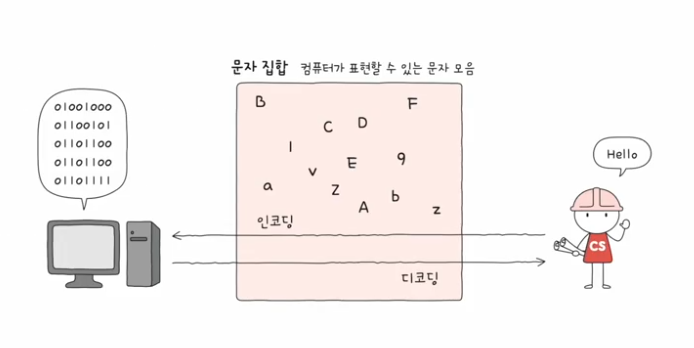 문자 집합 컴퓨터가 표현할 수 있는 문자 모음
01001000
01100101
01101100
01101100
01101111
B
F
C
D
I
E
9
v
a
Z
b
A
z
인코딩
디코딩
Hello
CS